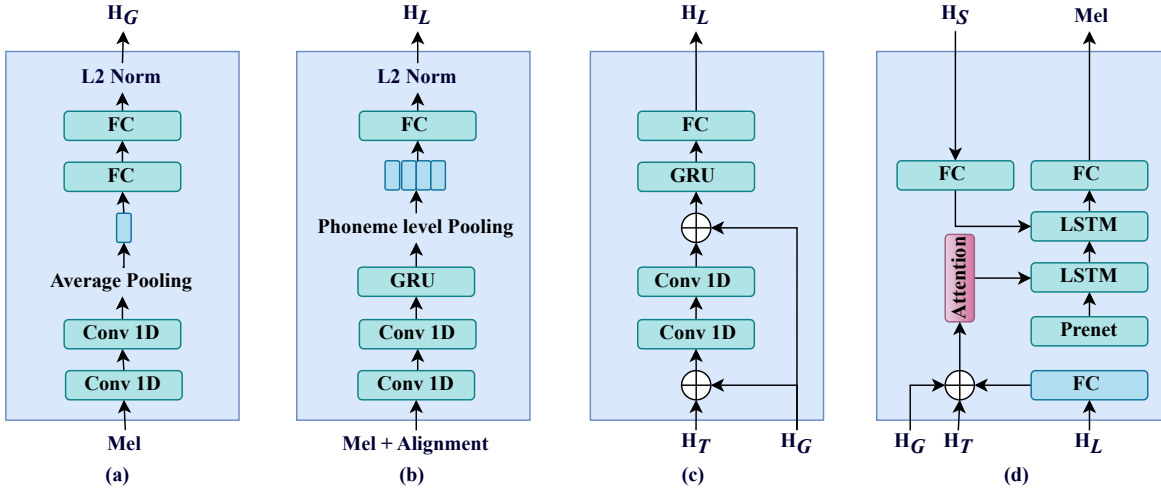 H_G
L2 Norm
FC
FC
Average Pooling
Conv 1D
Conv 1D
Mel
(a)
H_L
L2 Norm
FC
Phoneme level Pooling
GRU
Conv 1D
Conv 1D
Mel + Alignment
(b)
H_L
FC
GRU
Conv 1D
Conv 1D
H_T
H_G
(c)
H_S
Mel
FC
FC
LSTM
Attention
LSTM
Prenet
FC
H_G
H_T
H_L
(d)